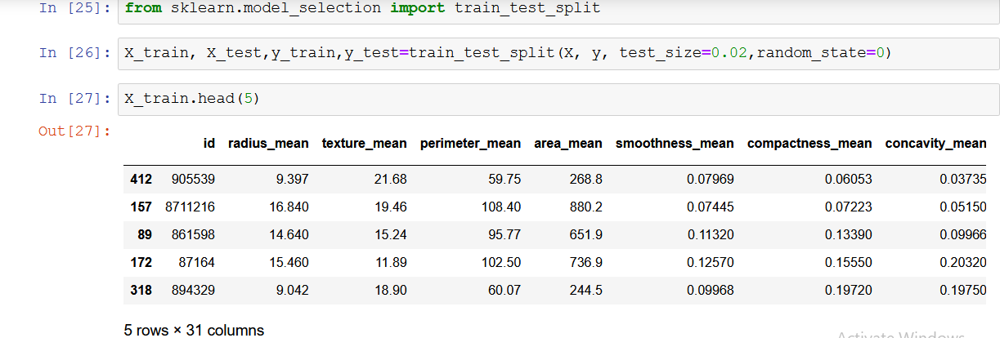 In [25]: from sklearn.model_selection import train_test_split
In [26]: X_train, X_test,y_train,y_test=train_test_split(X, y, test_size=0.02,random_state=0)
In [27]: X_train.head(5)
Out[27]:
id radius_mean texture_mean perimeter_mean area_mean smoothness_mean compactness_mean concavity_mean
412 905539 9.397 21.68 59.75 268.8 0.07969 0.06053 0.03735
157 8711216 16.840 19.46 108.40 880.2 0.07445 0.07223 0.05150
89 861598 14.640 15.24 95.77 651.9 0.11320 0.13390 0.09966
172 87164 15.460 11.89 102.50 736.9 0.12570 0.15550 0.20320
318 894329 9.042 18.90 60.07 244.5 0.09968 0.19720 0.19750
5 rows × 31 columns
Activate Windows